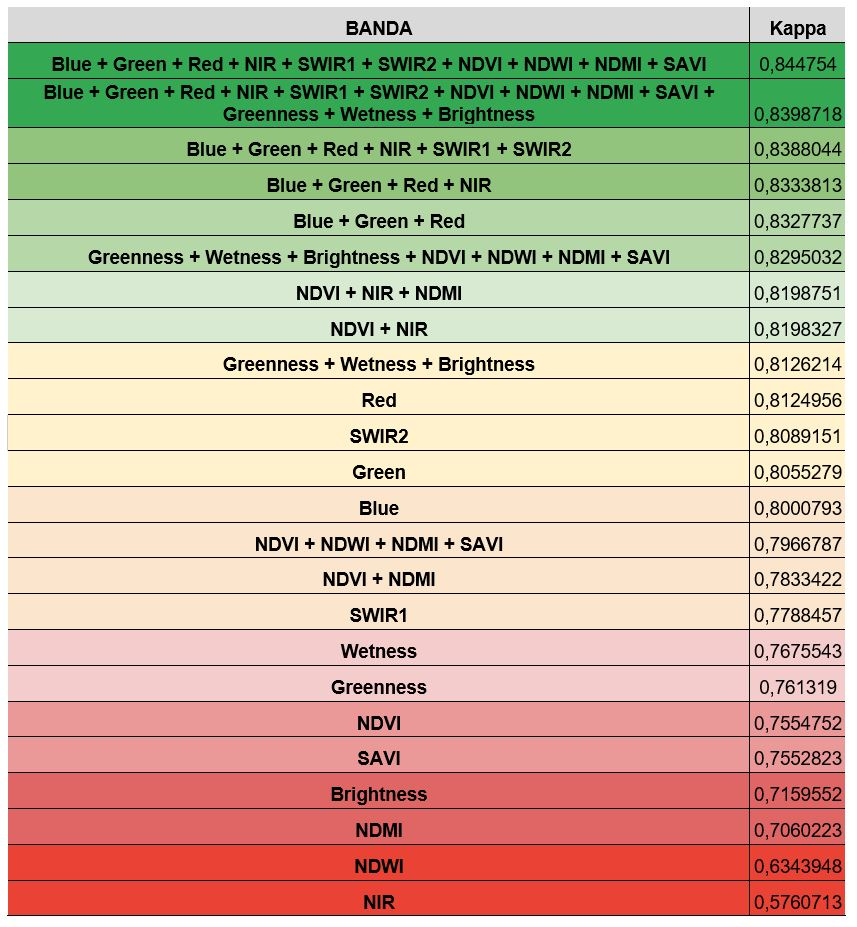 BANDA Kappa
Blue + Green + Red + NIR + SWIR1 + SWIR2 + NDVI + NDWI + NDMI + SAVI 0,844754
Blue + Green + Red + NIR + SWIR1 + SWIR2 + NDVI + NDWI + NDMI + SAVI +
Greenness + Wetness + Brightness 0,8398718
Blue + Green + Red + NIR + SWIR1 + SWIR2 0,8388044
Blue + Green + Red + NIR 0,8333813
Blue + Green + Red 0,8327737
Greenness + Wetness + Brightness + NDVI + NDWI + NDMI + SAVI 0,8295032
NDVI + NIR + NDMI 0,8198751
NDVI + NIR 0,8198327
Greenness + Wetness + Brightness 0,8126214
Red 0,8124956
SWIR2 0,8089151
Green 0,8055279
Blue 0,8000793
NDVI + NDWI + NDMI + SAVI 0,7966787
NDVI + NDMI 0,7833422
SWIR1 0,7788457
Wetness 0,7675543
Greenness 0,761319
NDVI 0,7554752
SAVI 0,7552823
Brightness 0,7159552
NDMI 0,7060223
NDWI 0,6343948
NIR 0,5760713